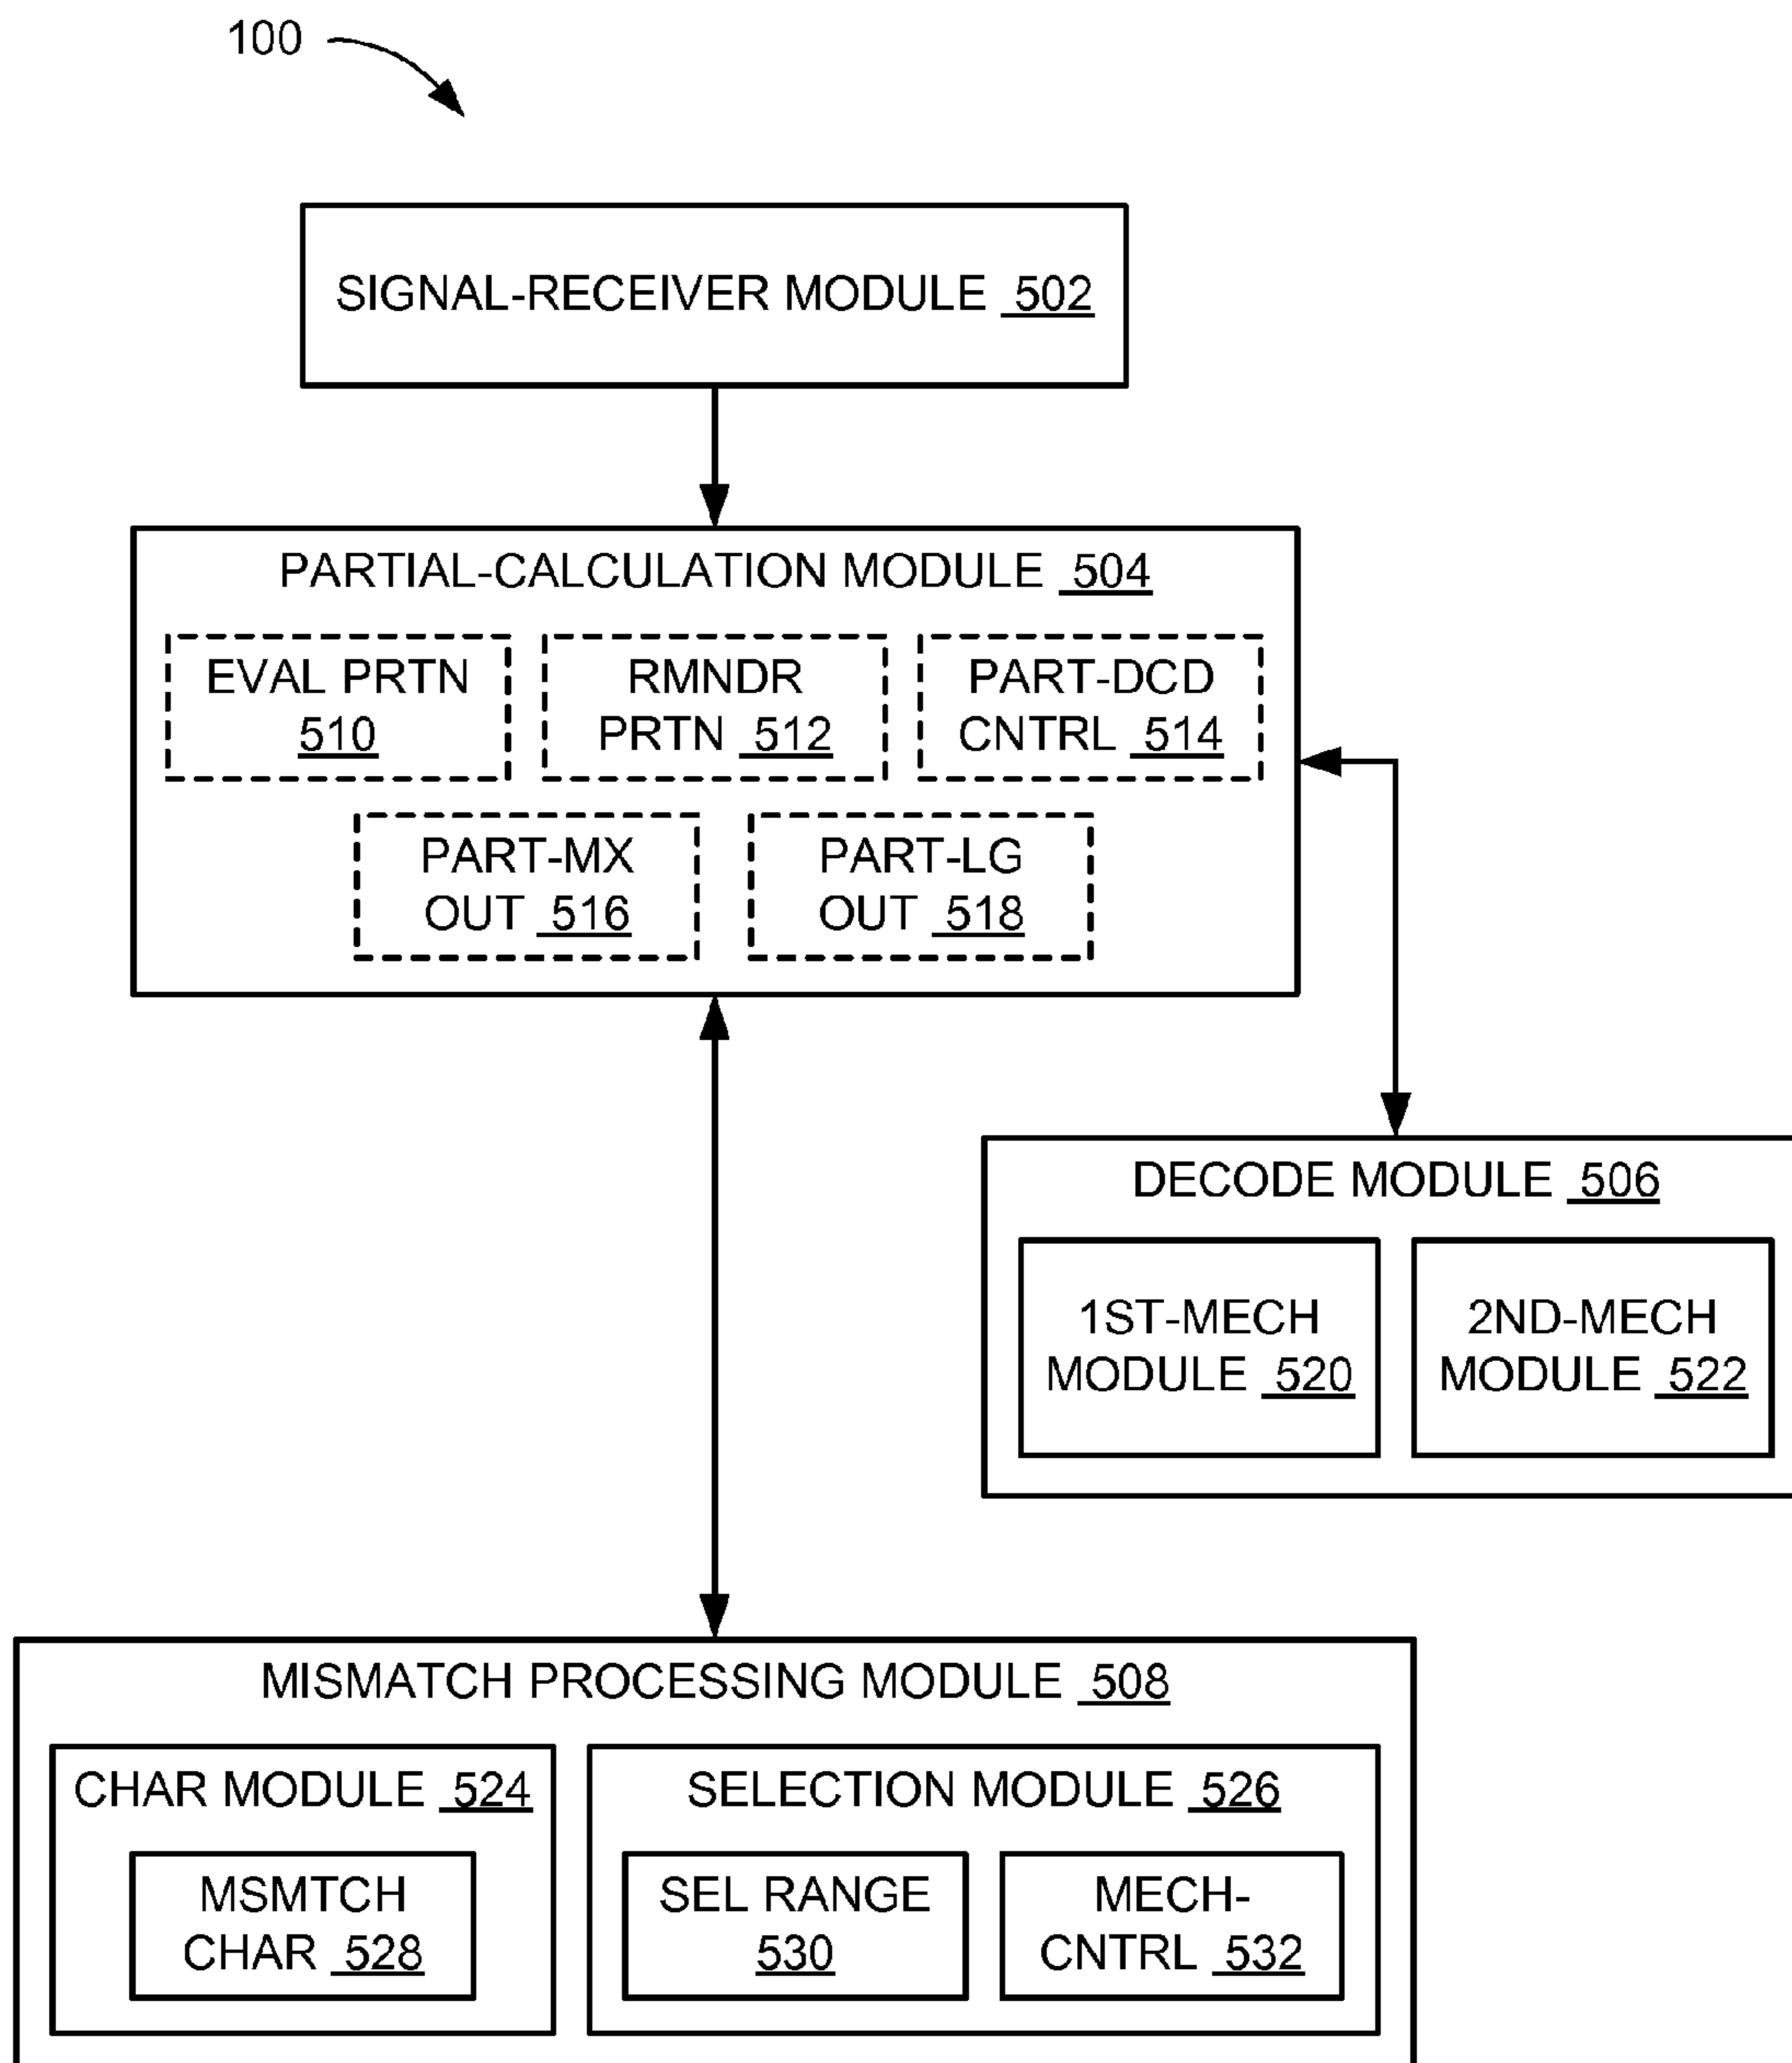 100
SIGNAL-RECEIVER MODULE 502
PARTIAL-CALCULATION MODULE 504
EVAL PRTN
510
RMNDR
PRTN 512
PART-DCD
CNTRL 514
PART-MX
OUT 516
PART-LG
OUT 518
DECODE MODULE 506
1ST-MECH
MODULE 520
2ND-MECH
MODULE 522
MISMATCH PROCESSING MODULE 508
CHAR MODULE 524
MSMTCH
CHAR 528
SELECTION MODULE 526
SEL RANGE
530
MECH-
CNTRL 532